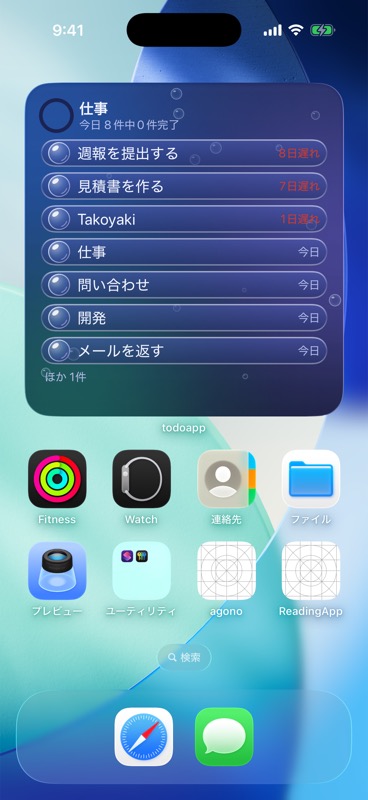 9:41
仕事
今日8件中0件完了
週報を提出する 8日遅れ
見積書を作る 7日遅れ
Takoyaki 1日遅れ
仕事 今日
問い合わせ 今日
開発 今日
メールを返す 今日
ほか 1件
todoapp
Fitness Watch 連絡先 ファイル
プレビュー ユーティリティ agono ReadingApp
検索